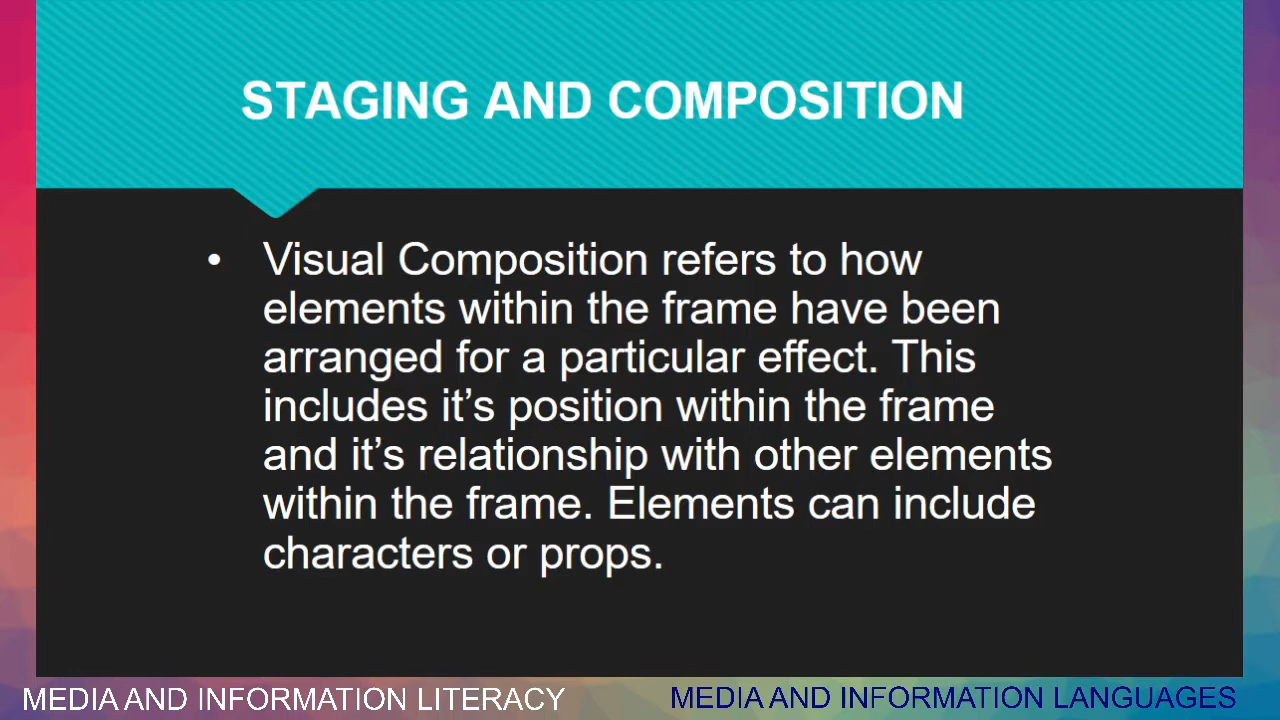 STAGING AND COMPOSITION
• Visual Composition refers to how
elements within the frame have been
arranged for a particular effect. This
includes it’s position within the frame
and it’s relationship with other elements
within the frame. Elements can include
characters or props.
MEDIA AND INFORMATION LITERACY
MEDIA AND INFORMATION LANGUAGES